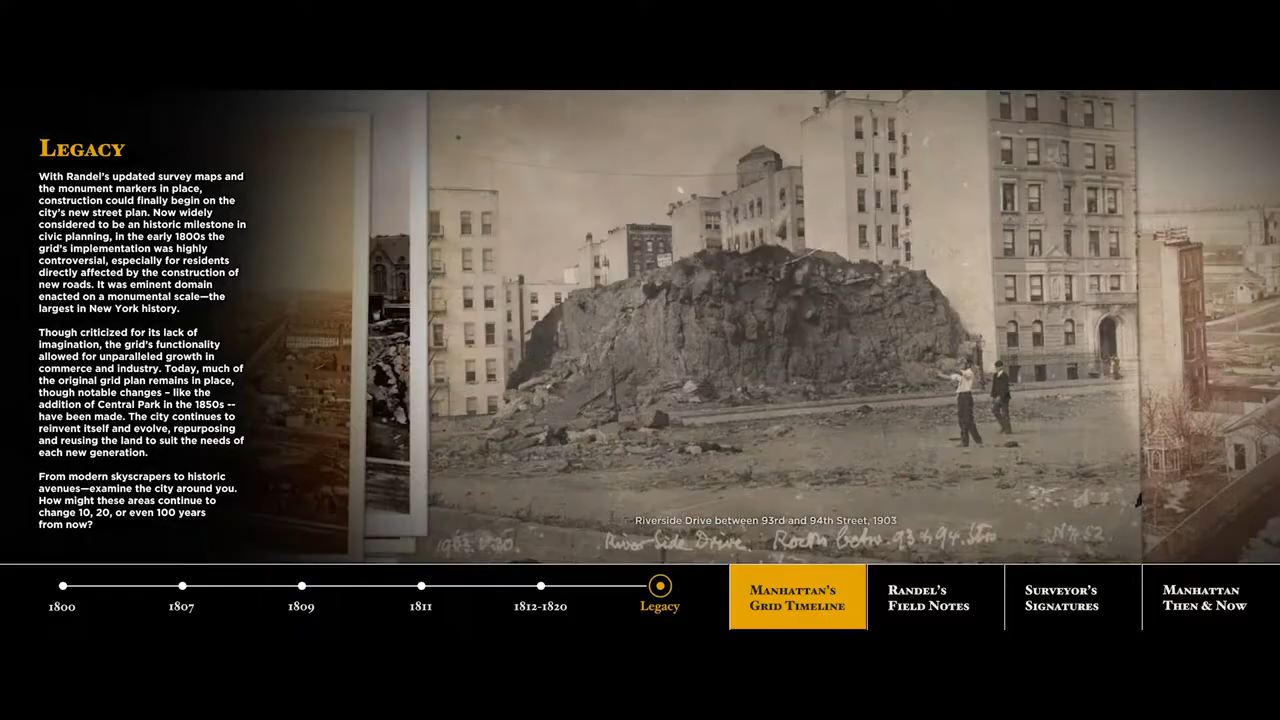 Legacy
With Randel's updated survey maps and
the monument markers in place,
construction could finally begin on the
city's new street plan. Now widely
considered to be an historic milestone in
civic planning, in the early 1800s the
grid's implementation was highly
controversial, especially for residents
directly affected by the construction of
new roads. It was eminent domain
enacted on a monumental scale—the
largest in New York history.
Though criticized for its lack of
imagination, the grid's functionality
allowed for unparalleled growth in
commerce and industry. Today, much of
the original grid plan remains in place,
though notable changes – like the
addition of Central Park in the 1850s --
have been made. The city continues to
reinvent itself and evolve, repurposing
and reusing the land to suit the needs of
each new generation.
From modern skyscrapers to historic
avenues—examine the city around you.
How might these areas continue to
change 10, 20, or even 100 years
from now?
Riverside Drive between 93rd and 94th Street, 1903
River Side Drive. Rocks betw. 93 & 94. Sts
1800
1807
1809
1811
1812-1820
Legacy
Manhattan's
Grid Timeline
Randel's
Field Notes
Surveyor's
Signatures
Manhattan
Then & Now